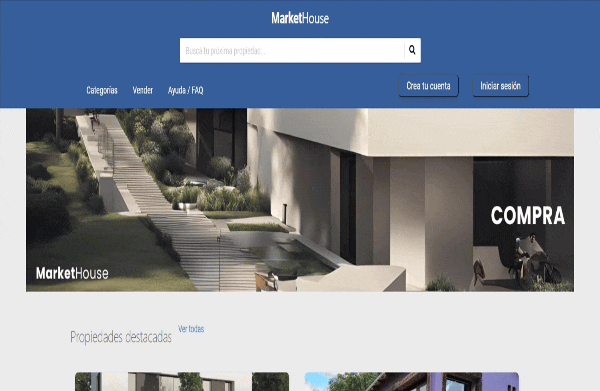 MarketHouse
Busca tu próxima propiedad...
Categorías Vender Ayuda / FAQ Crea tu cuenta Iniciar sesión
COMPRA
MarketHouse
Propiedades destacadas Ver todas